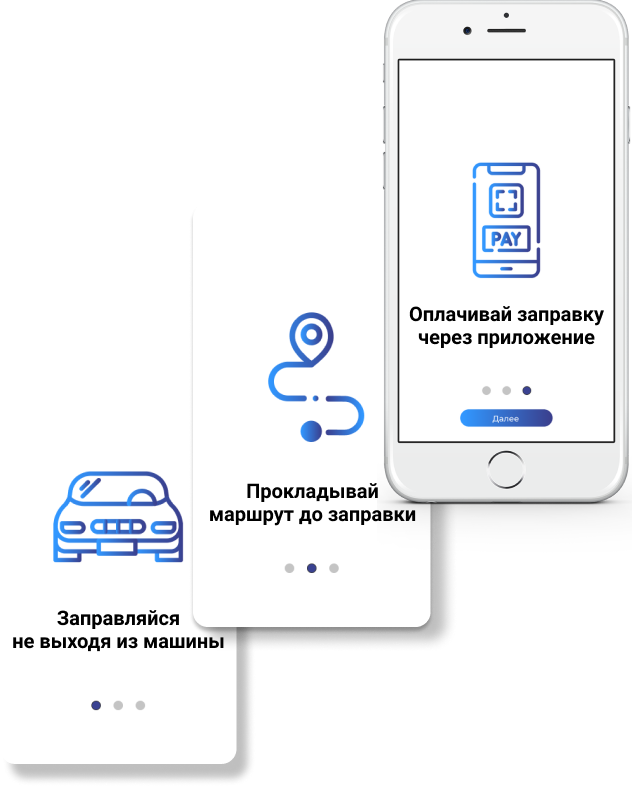 PAY
Оплачивай заправку
через приложение
Далее
Прокладывай
маршрут до заправки
Заправляйся
не выходя из машины